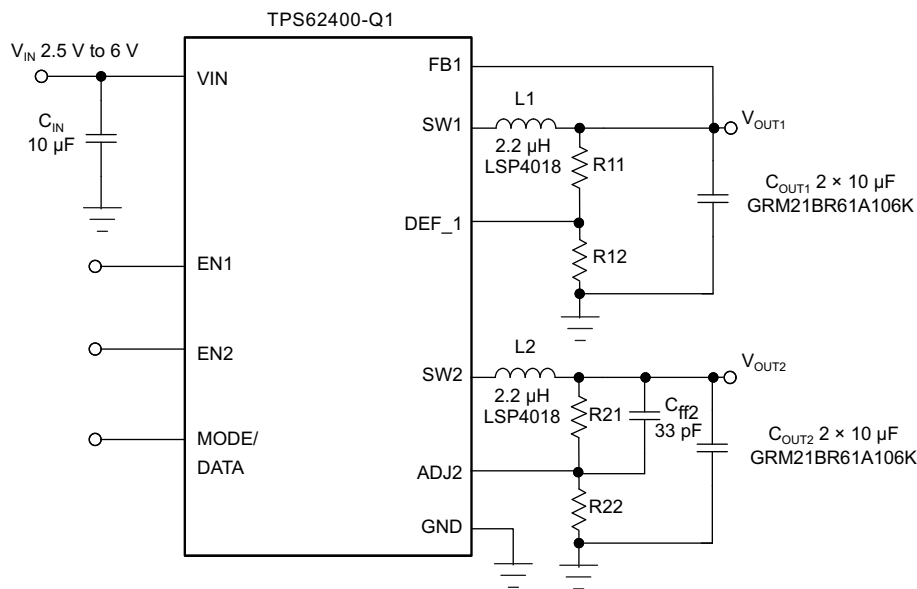 TPS62400-Q1
V_IN 2.5 V to 6 V
VIN
FB1
C_IN
10 µF
L1
SW1
2.2 µH
LSP4018
V_OUT1
R11
C_OUT1 2 × 10 µF
GRM21BR61A106K
DEF_1
R12
EN1
EN2
L2
SW2
2.2 µH
LSP4018
V_OUT2
R21
C_ff2
33 pF
C_OUT2 2 × 10 µF
GRM21BR61A106K
MODE/
DATA
ADJ2
R22
GND